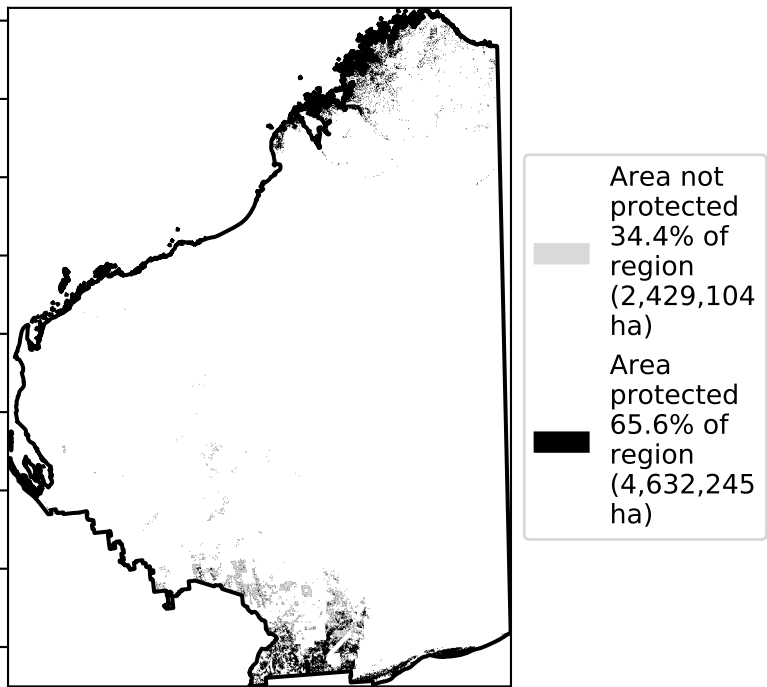 Area not
protected
34.4% of
region
(2,429,104
ha)
Area
protected
65.6% of
region
(4,632,245
ha)